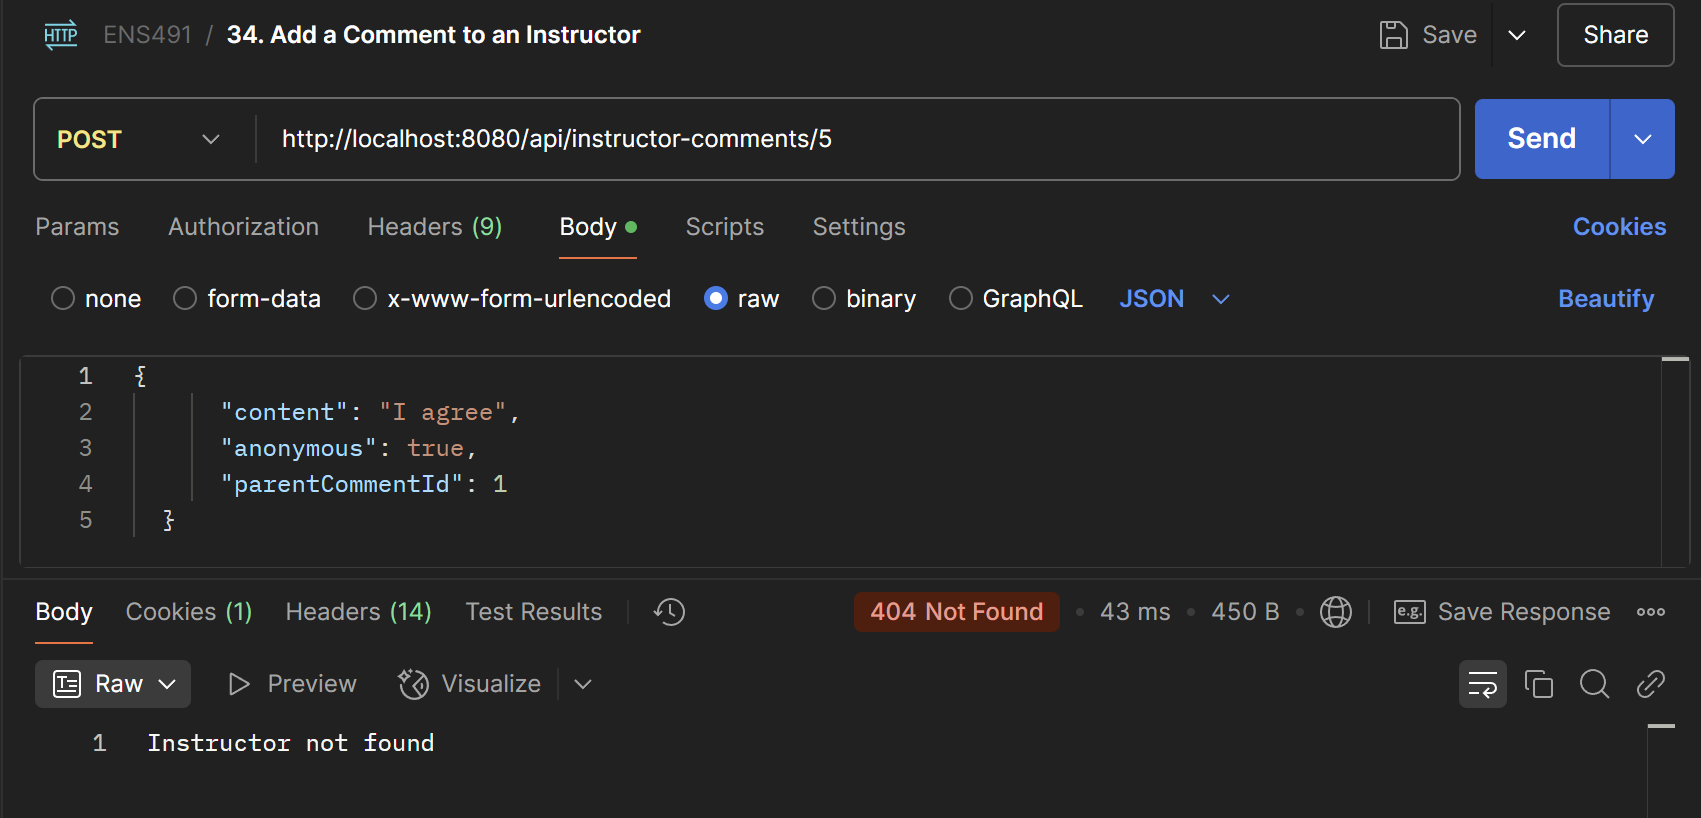 HTTP ENS491 / 34. Add a Comment to an Instructor Save Share
POST http://localhost:8080/api/instructor-comments/5 Send
Params Authorization Headers (9) Body Scripts Settings Cookies
none form-data x-www-form-urlencoded raw binary GraphQL JSON Beautify
1 {
2 "content": "I agree",
3 "anonymous": true,
4 "parentCommentId": 1
5 }
Body Cookies (1) Headers (14) Test Results 404 Not Found • 43 ms • 450 B • e.g. Save Response
Raw Preview Visualize
1 Instructor not found